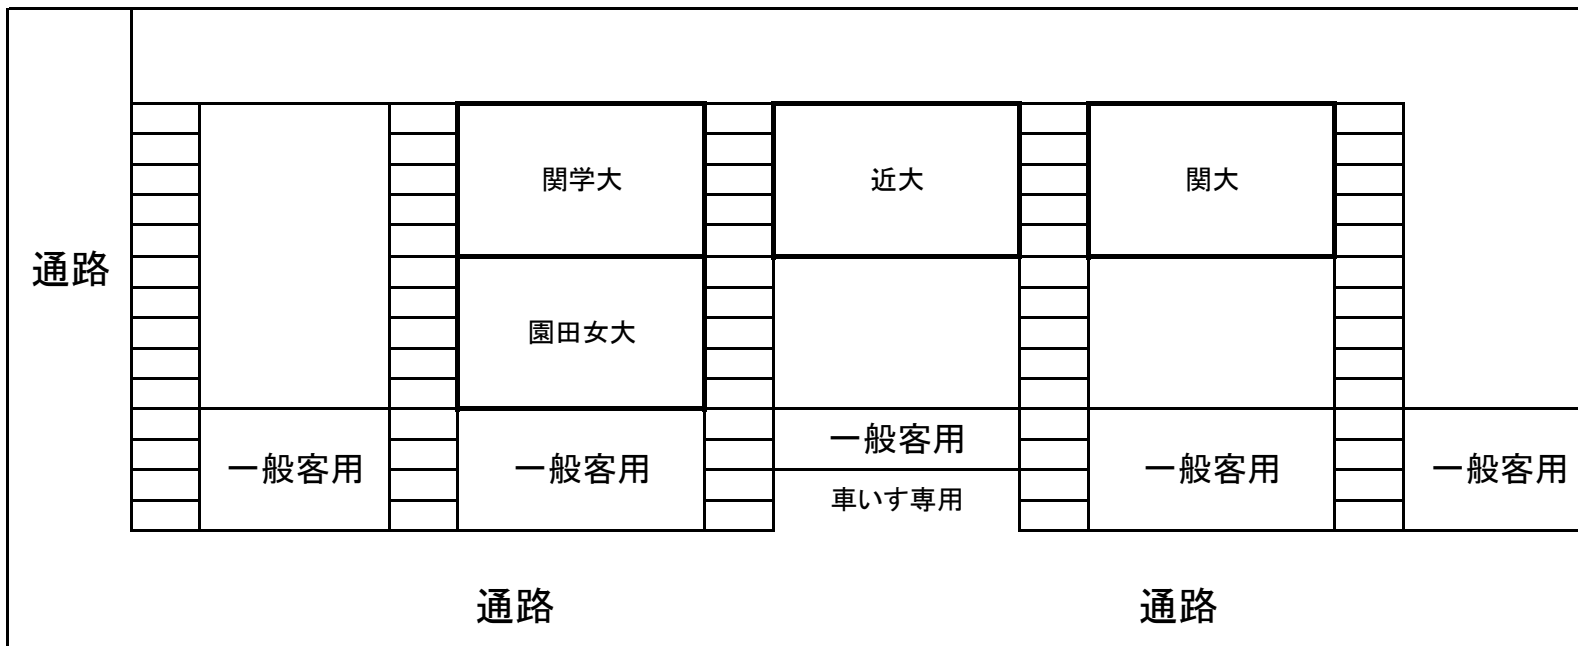 関学大
近大
関大
通路
園田女大
一般客用
一般客用
一般客用
車いす専用
一般客用
一般客用
通路
通路